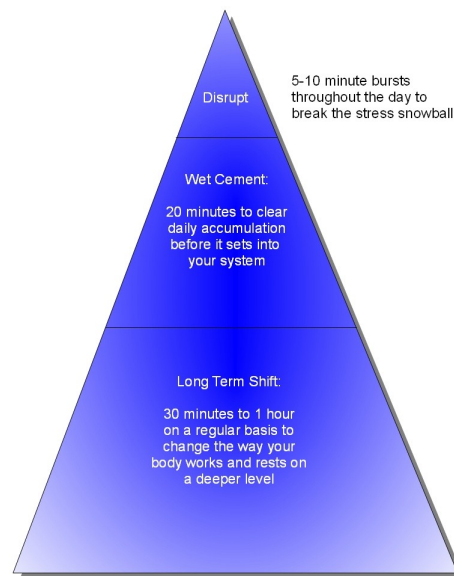 Disrupt
5-10 minute bursts
throughout the day to
break the stress snowball
Wet Cement:
20 minutes to clear
daily accumulation
before it sets into
your system
Long Term Shift:
30 minutes to 1 hour
on a regular basis to
change the way your
body works and rests on
a deeper level